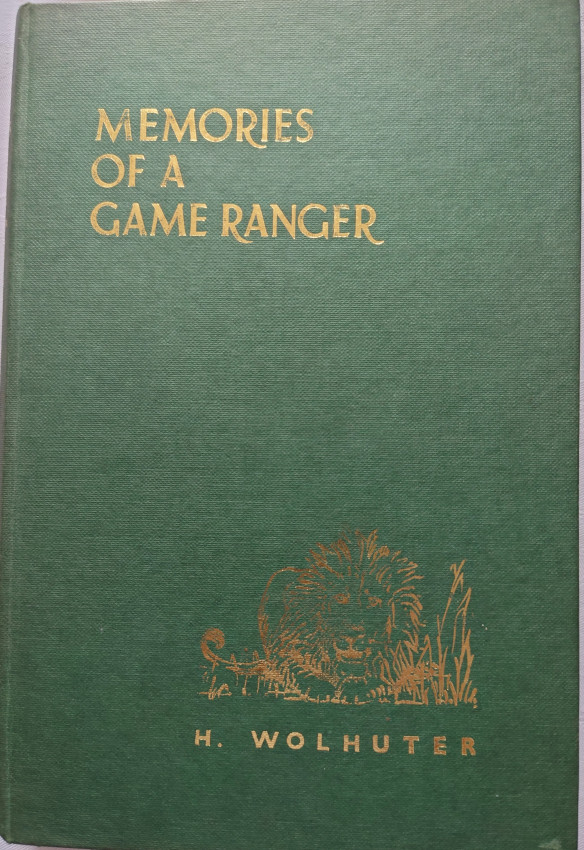 MEMORIES
OF A
GAME RANGER
H. WOLHUTER